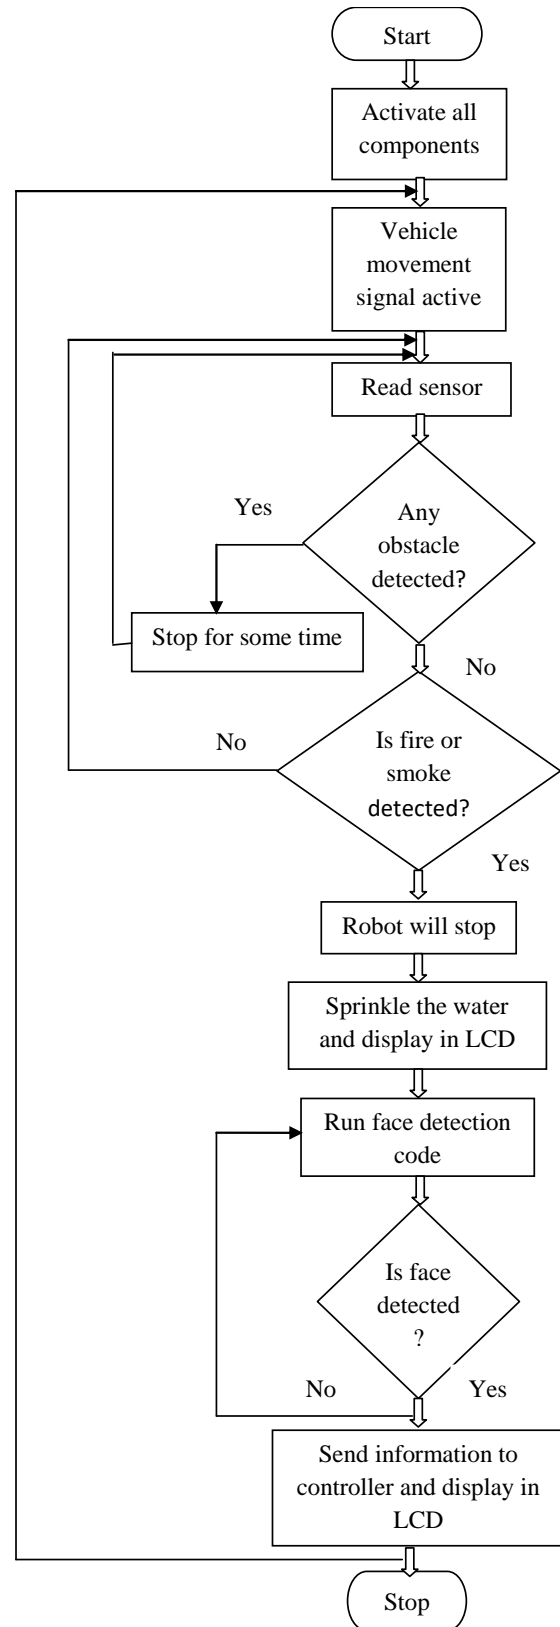 Start
Activate all
components
Vehicle
movement
signal active
Read sensor
Yes
Any
obstacle
detected?
Stop for some time
No
No
Is fire or
smoke
detected?
Yes
Robot will stop
Sprinkle the water
and display in LCD
Run face detection
code
Is face
detected
?
No
Yes
Send information to
controller and display in
LCD
Stop